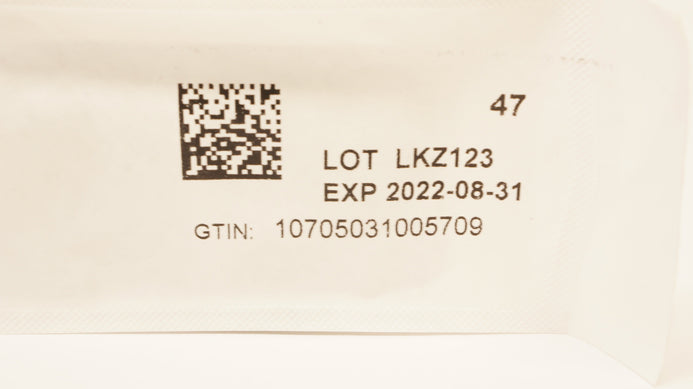 47
LOT LKZ123
EXP 2022-08-31
GTIN: 10705031005709